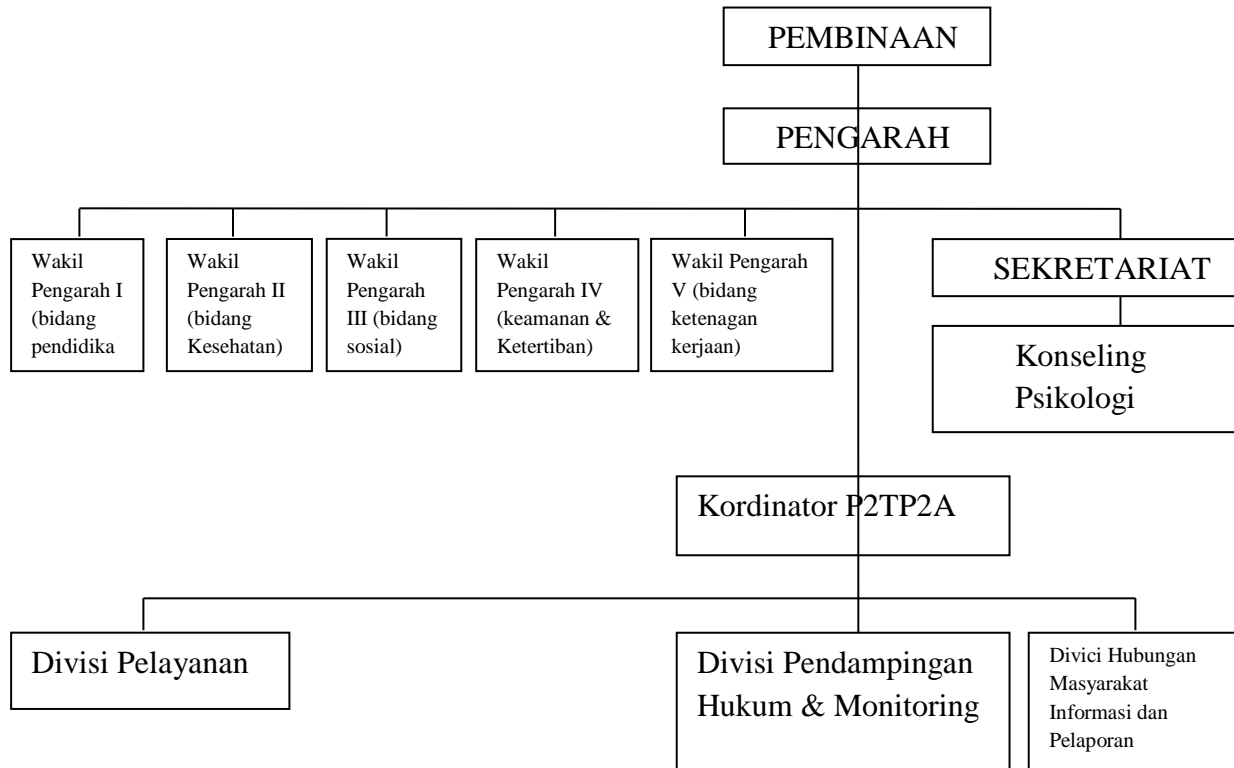 PEMBINAAN
PENGARAH
Wakil
Pengarah I
(bidang
pendidika
Wakil
Pengarah II
(bidang
Kesehatan)
Wakil
Pengarah
III (bidang
sosial)
Wakil
Pengarah IV
(keamanan &
Ketertiban)
Wakil Pengarah
V (bidang
ketenagan
kerjaan)
SEKRETARIAT
Konseling
Psikologi
Kordinator P2TP2A
Divisi Pelayanan
Divisi Pendampingan
Hukum & Monitoring
Divici Hubungan
Masyarakat
Informasi dan
Pelaporan